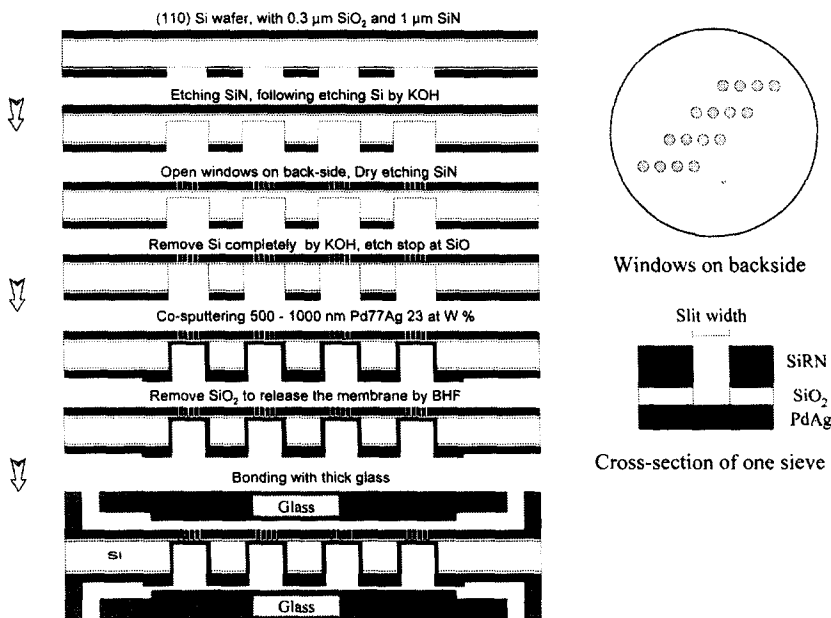 (110) Si wafer, with 0.3 µm SiO₂ and 1 µm SiN
Etching SiN, following etching Si by KOH
Open windows on back-side, Dry etching SiN
Remove Si completely by KOH, etch stop at SiO
Co-sputtering 500 - 1000 nm Pd77Ag 23 at W %
Remove SiO₂ to release the membrane by BHF
Bonding with thick glass
Glass
Si
Glass
Windows on backside
Slit width
SiRN
SiO₂
PdAg
Cross-section of one sieve